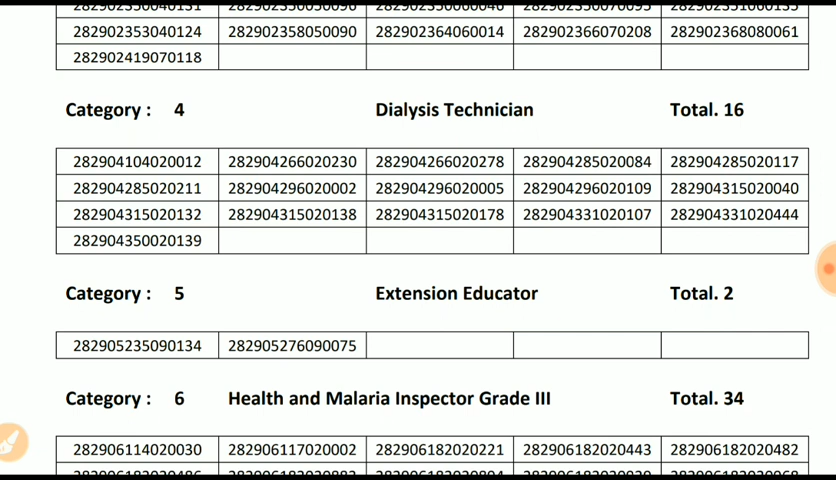 282902353040124 282902358050090 282902364060014 282902366070208 282902368080061
282902419070118
Category : 4 Dialysis Technician Total. 16
282904104020012 282904266020230 282904266020278 282904285020084 282904285020117
282904285020211 282904296020002 282904296020005 282904296020109 282904315020040
282904315020132 282904315020138 282904315020178 282904331020107 282904331020444
282904350020139
Category : 5 Extension Educator Total. 2
282905235090134 282905276090075
Category : 6 Health and Malaria Inspector Grade III Total. 34
282906114020030 282906117020002 282906182020221 282906182020443 282906182020482